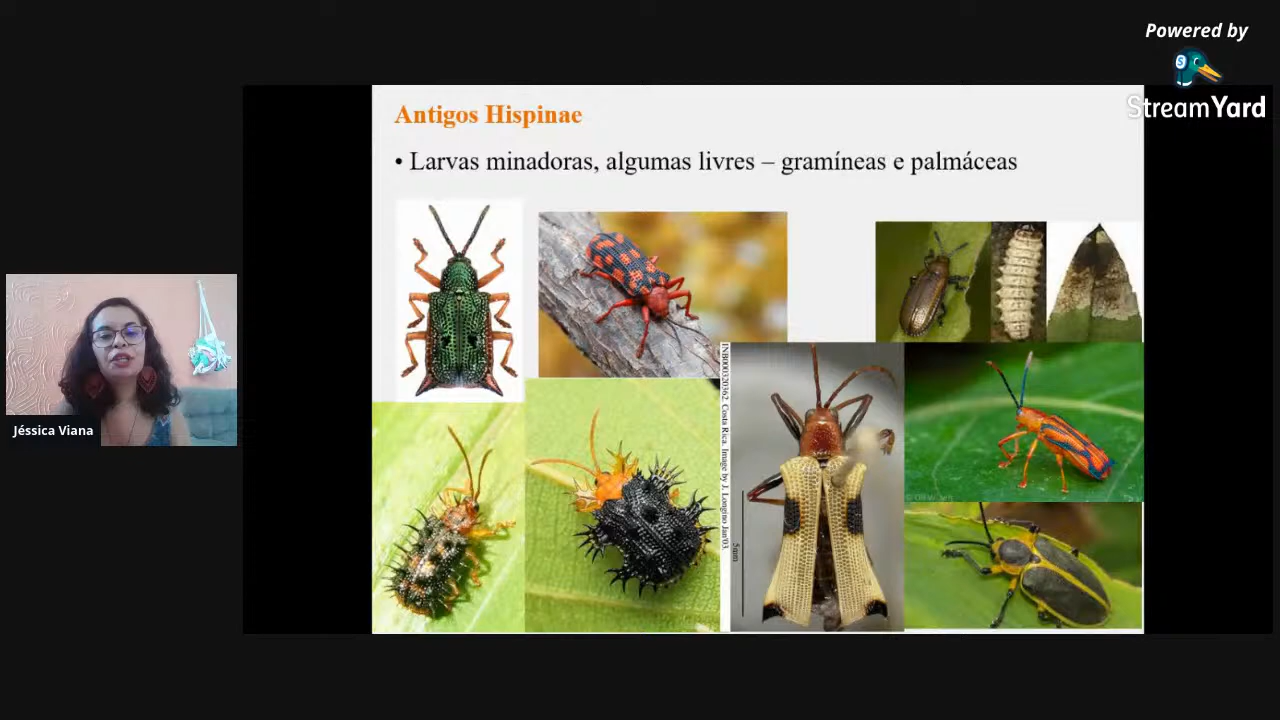 Powered by
StreamYard
Antigos Hispinae
• Larvas minadoras, algumas livres – gramíneas e palmáceas
INB000320362. Costa Rica. Image by J. Longino Jan'03.
5mm
Jéssica Viana